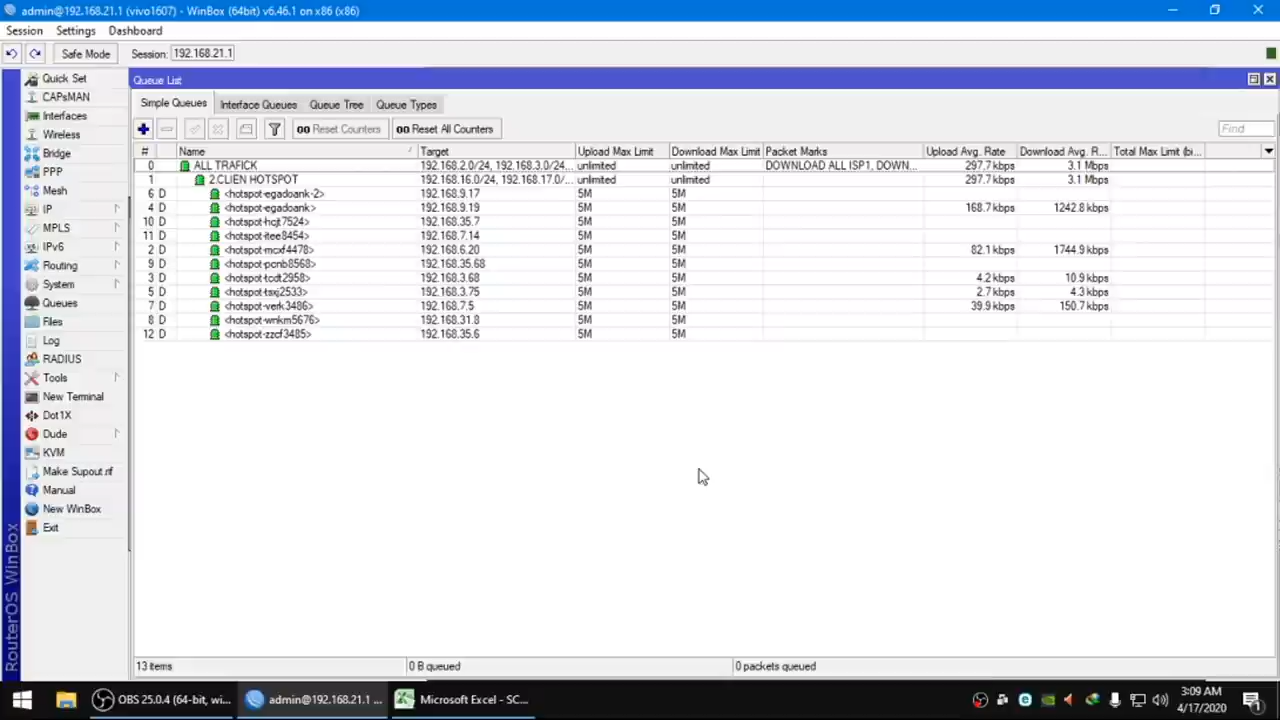 admin@192.168.21.1 (vivo1607) - WinBox (64bit) v6.46.1 on x86 (x86)
Session Settings Dashboard
Safe Mode Session: 192.168.21.1
Quick Set
CAPsMAN
Interfaces
Wireless
Bridge
PPP
Mesh
IP
MPLS
IPv6
Routing
System
Queues
Files
Log
RADIUS
Tools
New Terminal
Dot1X
Dude
KVM
Make Supout.rif
Manual
New WinBox
Exit
RouterOS WinBox
Queue List
Simple Queues Interface Queues Queue Tree Queue Types
00 Reset Counters 00 Reset All Counters Find
# Name / Target Upload Max Limit Download Max Limit Packet Marks Upload Avg. Rate Download Avg. R... Total Max Limit (bi...
0 ALL TRAFICK 192.168.2.0/24, 192.168.3.0/24... unlimited unlimited DOWNLOAD ALL ISP1, DOWN... 297.7 kbps 3.1 Mbps
1 2.CLIEN HOTSPOT 192.168.16.0/24, 192.168.17.0/... unlimited unlimited 297.7 kbps 3.1 Mbps
6 D <hotspot-egadoank-2> 192.168.9.17 5M 5M
4 D <hotspot-egadoank> 192.168.9.19 5M 5M 168.7 kbps 1242.8 kbps
10 D <hotspot-hcjt7524> 192.168.35.7 5M 5M
11 D <hotspot-itee8454> 192.168.7.14 5M 5M
2 D <hotspot-mcxf4478> 192.168.6.20 5M 5M 82.1 kbps 1744.9 kbps
9 D <hotspot-pcnb8568> 192.168.35.68 5M 5M
3 D <hotspot-tcdt2958> 192.168.3.68 5M 5M 4.2 kbps 10.9 kbps
5 D <hotspot-tsxj2533> 192.168.3.75 5M 5M 2.7 kbps 4.3 kbps
7 D <hotspot-verk3486> 192.168.7.5 5M 5M 39.9 kbps 150.7 kbps
8 D <hotspot-wnkm5676> 192.168.31.8 5M 5M
12 D <hotspot-zzcf3485> 192.168.35.6 5M 5M
13 items 0 B queued 0 packets queued
OBS 25.0.4 (64-bit, wi... admin@192.168.21.1 ... Microsoft Excel - SC...
3:09 AM
4/17/2020
1